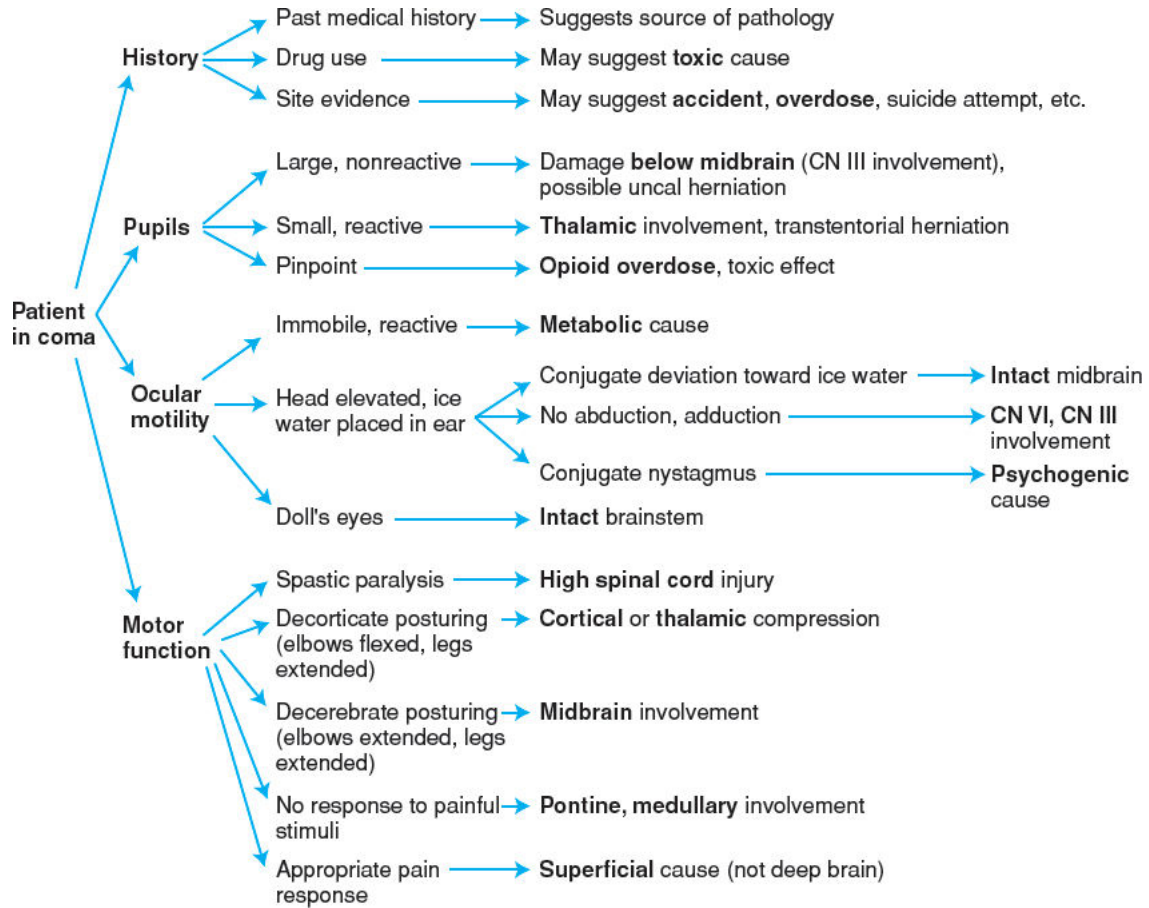 Patient
in coma
History
Past medical history
Suggests source of pathology
Drug use
May suggest toxic cause
Site evidence
May suggest accident, overdose, suicide attempt, etc.
Pupils
Large, nonreactive
Damage below midbrain (CN III involvement),
possible uncal herniation
Small, reactive
Thalamic involvement, transtentorial herniation
Pinpoint
Opioid overdose, toxic effect
Ocular
motility
Immobile, reactive
Metabolic cause
Head elevated, ice
water placed in ear
Conjugate deviation toward ice water
Intact midbrain
No abduction, adduction
CN VI, CN III
involvement
Conjugate nystagmus
Psychogenic
cause
Doll's eyes
Intact brainstem
Motor
function
Spastic paralysis
High spinal cord injury
Decorticate posturing
(elbows flexed, legs
extended)
Cortical or thalamic compression
Decerebrate posturing
(elbows extended, legs
extended)
Midbrain involvement
No response to painful
stimuli
Pontine, medullary involvement
Appropriate pain
response
Superficial cause (not deep brain)